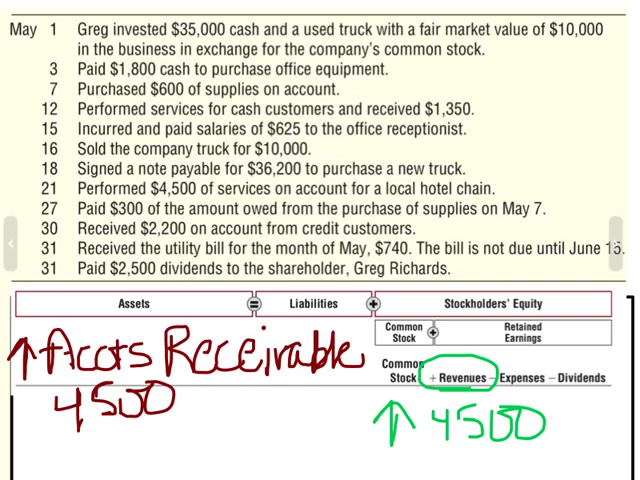 May 1 Greg invested $35,000 cash and a used truck with a fair market value of $10,000
in the business in exchange for the company's common stock.
3 Paid $1,800 cash to purchase office equipment.
7 Purchased $600 of supplies on account.
12 Performed services for cash customers and received $1,350.
15 Incurred and paid salaries of $625 to the office receptionist.
16 Sold the company truck for $10,000.
18 Signed a note payable for $36,200 to purchase a new truck.
21 Performed $4,500 of services on account for a local hotel chain.
27 Paid $300 of the amount owed from the purchase of supplies on May 7.
30 Received $2,200 on account from credit customers.
31 Received the utility bill for the month of May, $740. The bill is not due until June 15.
31 Paid $2,500 dividends to the shareholder, Greg Richards.
Assets = Liabilities + Stockholders' Equity
Common + Retained
Stock Earnings
↑ Accts Receivable
4,500
Common
Stock + Revenues − Expenses − Dividends
↑ 4500